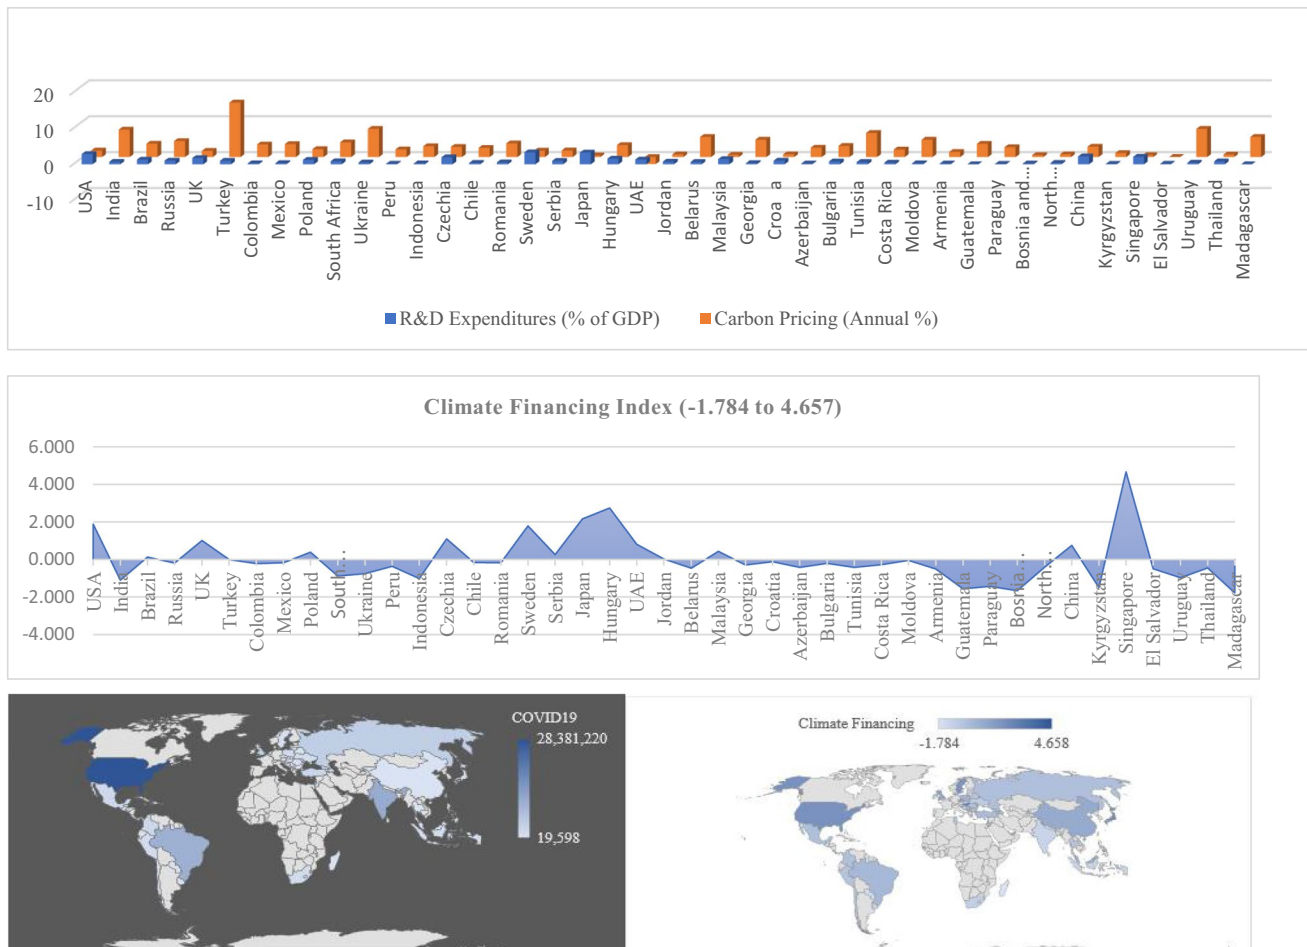 20
10
0
-10
USA
India
Brazil
Russia
UK
Turkey
Colombia
Mexico
Poland
South Africa
Ukraine
Peru
Indonesia
Czechia
Chile
Romania
Sweden
Serbia
Japan
Hungary
UAE
Jordan
Belarus
Malaysia
Georgia
Croa a
Azerbaijan
Bulgaria
Tunisia
Costa Rica
Moldova
Armenia
Guatemala
Paraguay
Bosnia and...
North...
China
Kyrgyzstan
Singapore
El Salvador
Uruguay
Thailand
Madagascar
R&D Expenditures (% of GDP) Carbon Pricing (Annual %)
Climate Financing Index (-1.784 to 4.657)
6.000
4.000
2.000
0.000
-2.000
-4.000
USA
India
Brazil
Russia
UK
Turkey
Colombia
Mexico
Poland
South...
Ukraine
Peru
Indonesia
Czechia
Chile
Romania
Sweden
Serbia
Japan
Hungary
UAE
Jordan
Belarus
Malaysia
Georgia
Croatia
Azerbaijan
Bulgaria
Tunisia
Costa Rica
Moldova
Armenia
Guatemala
Paraguay
Bosnia...
North...
China
Kyrgyzstan
Singapore
El Salvador
Uruguay
Thailand
Madagascar
COVID19
28,381,220
19,598
Climate Financing
-1.784 4.658